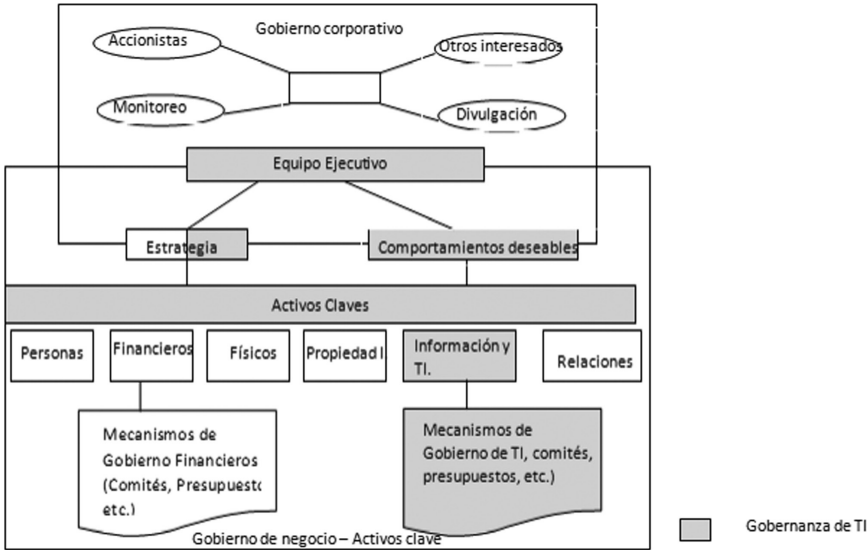 Gobierno corporativo
Accionistas
Otros interesados
Monitoreo
Divulgación
Equipo Ejecutivo
Estrategia
Comportamientos deseables
Activos Claves
Personas
Financieros
Físicos
Propiedad I.
Información y
TI.
Relaciones
Mecanismos de
Gobierno Financieros
(Comités, Presupuestc
etc.)
Mecanismos de
Gobierno de TI, comités,
presupuestos, etc.)
Gobierno de negocio – Activos clave
Gobernanza de TI